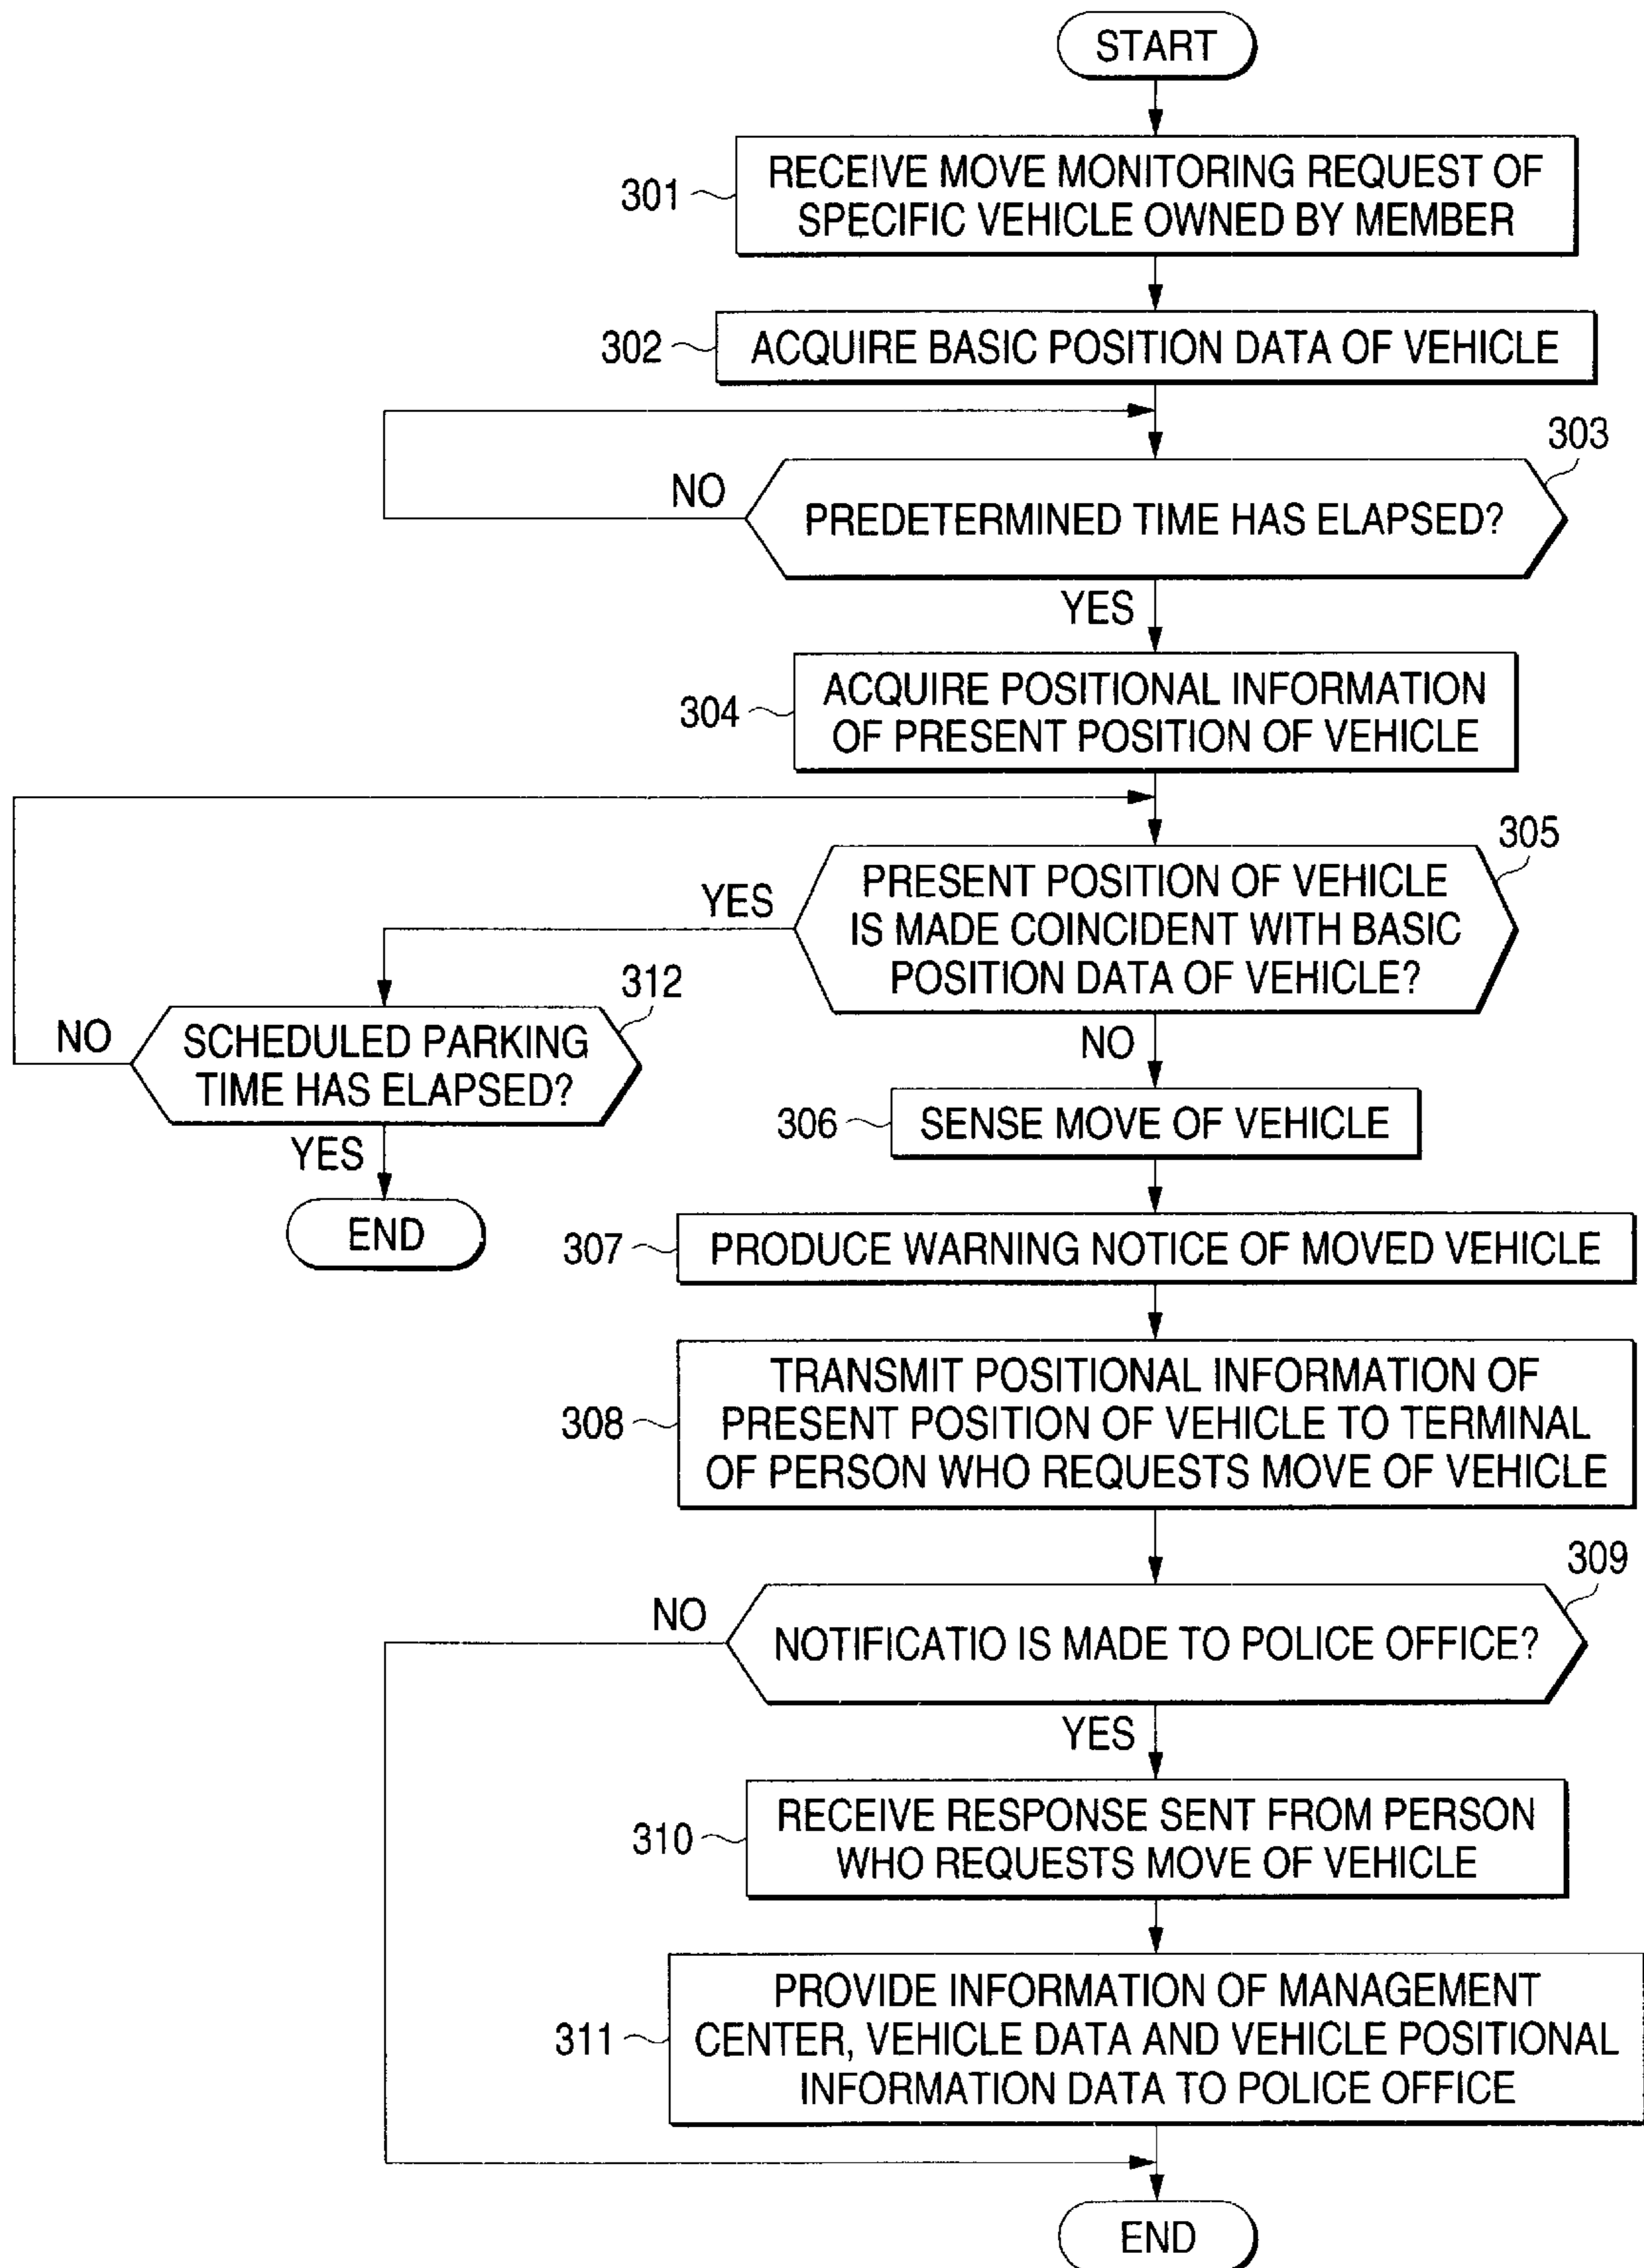 START
301
RECEIVE MOVE MONITORING REQUEST OF
SPECIFIC VEHICLE OWNED BY MEMBER
302
ACQUIRE BASIC POSITION DATA OF VEHICLE
303
NO
PREDETERMINED TIME HAS ELAPSED?
YES
304
ACQUIRE POSITIONAL INFORMATION
OF PRESENT POSITION OF VEHICLE
305
YES
PRESENT POSITION OF VEHICLE
IS MADE COINCIDENT WITH BASIC
POSITION DATA OF VEHICLE?
312
NO
SCHEDULED PARKING
TIME HAS ELAPSED?
YES
END
NO
306
SENSE MOVE OF VEHICLE
307
PRODUCE WARNING NOTICE OF MOVED VEHICLE
308
TRANSMIT POSITIONAL INFORMATION OF
PRESENT POSITION OF VEHICLE TO TERMINAL
OF PERSON WHO REQUESTS MOVE OF VEHICLE
309
NO
NOTIFICATIO IS MADE TO POLICE OFFICE?
YES
310
RECEIVE RESPONSE SENT FROM PERSON
WHO REQUESTS MOVE OF VEHICLE
311
PROVIDE INFORMATION OF MANAGEMENT
CENTER, VEHICLE DATA AND VEHICLE POSITIONAL
INFORMATION DATA TO POLICE OFFICE
END